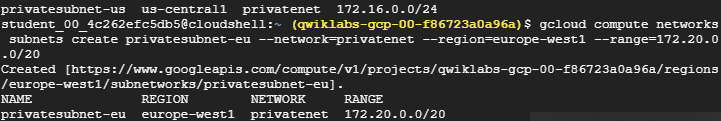 privatesubnet-us  us-central1  privatenet  172.16.0.0/24
student_00_4c262efc5db5@cloudshell:~ (qwiklabs-gcp-00-f86723a0a96a)$ gcloud compute networks
 subnets create privatesubnet-eu --network=privatenet --region=europe-west1 --range=172.20.0
.0/20
Created [https://www.googleapis.com/compute/v1/projects/qwiklabs-gcp-00-f86723a0a96a/regions
/europe-west1/subnetworks/privatesubnet-eu].
NAME              REGION        NETWORK     RANGE
privatesubnet-eu  europe-west1  privatenet  172.20.0.0/20